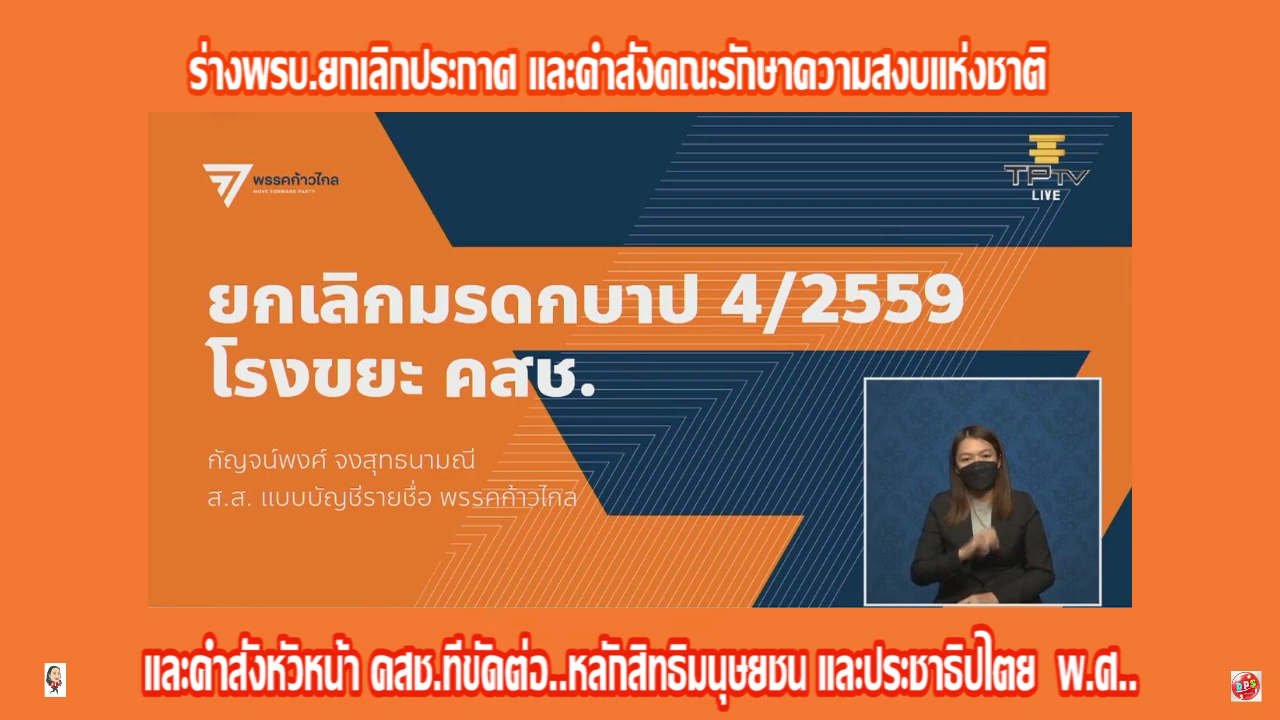 ร่างพรบ.ยกเลิกประกาศ และคำสั่งคณะรักษาความสงบแห่งชาติ
พรรคก้าวไกล
MOVE FORWARD PARTY
TPTV
LIVE
ยกเลิกมรดกบาป 4/2559
โรงขยะ คสช.
กัญจน์พงศ์ จงสุทธนามณี
ส.ส. แบบบัญชีรายชื่อ พรรคก้าวไกล
และคำสั่งหัวหน้า คสช.ที่ขัดต่อ..หลักสิทธิมนุษยชน และประชาธิปไตย พ.ศ..
DPS